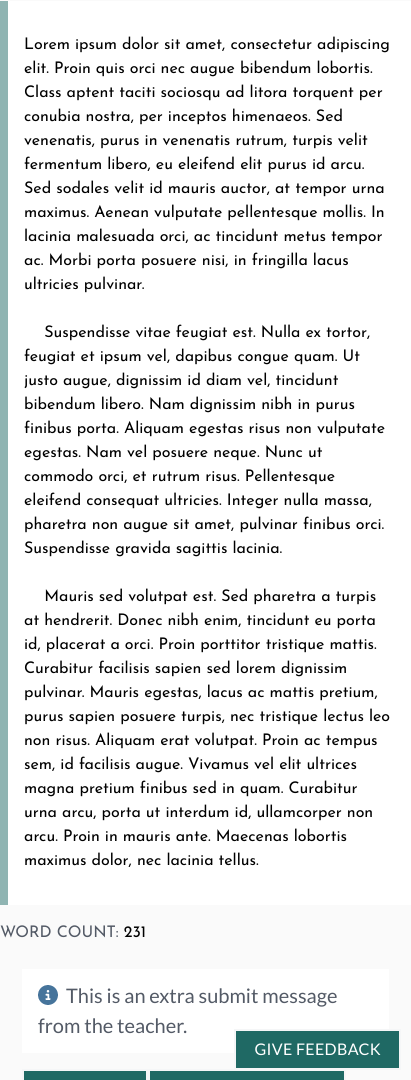 Lorem ipsum dolor sit amet, consectetur adipiscing
elit. Proin quis orci nec augue bibendum lobortis.
Class aptent taciti sociosqu ad litora torquent per
conubia nostra, per inceptos himenaeos. Sed
venenatis, purus in venenatis rutrum, turpis velit
fermentum libero, eu eleifend elit purus id arcu.
Sed sodales velit id mauris auctor, at tempor urna
maximus. Aenean vulputate pellentesque mollis. In
lacinia malesuada orci, ac tincidunt metus tempor
ac. Morbi porta posuere nisi, in fringilla lacus
ultricies pulvinar.
Suspendisse vitae feugiat est. Nulla ex tortor,
feugiat et ipsum vel, dapibus congue quam. Ut
justo augue, dignissim id diam vel, tincidunt
bibendum libero. Nam dignissim nibh in purus
finibus porta. Aliquam egestas risus non vulputate
egestas. Nam vel posuere neque. Nunc ut
commodo orci, et rutrum risus. Pellentesque
eleifend consequat ultricies. Integer nulla massa,
pharetra non augue sit amet, pulvinar finibus orci.
Suspendisse gravida sagittis lacinia.
Mauris sed volutpat est. Sed pharetra a turpis
at hendrerit. Donec nibh enim, tincidunt eu porta
id, placerat a orci. Proin porttitor tristique mattis.
Curabitur facilisis sapien sed lorem dignissim
pulvinar. Mauris egestas, lacus ac mattis pretium,
purus sapien posuere turpis, nec tristique lectus leo
non risus. Aliquam erat volutpat. Proin ac tempus
sem, id facilisis augue. Vivamus vel elit ultrices
magna pretium finibus sed in quam. Curabitur
urna arcu, porta ut interdum id, ullamcorper non
arcu. Proin in mauris ante. Maecenas lobortis
maximus dolor, nec lacinia tellus.
WORD COUNT: 231
This is an extra submit message
from the teacher.
GIVE FEEDBACK